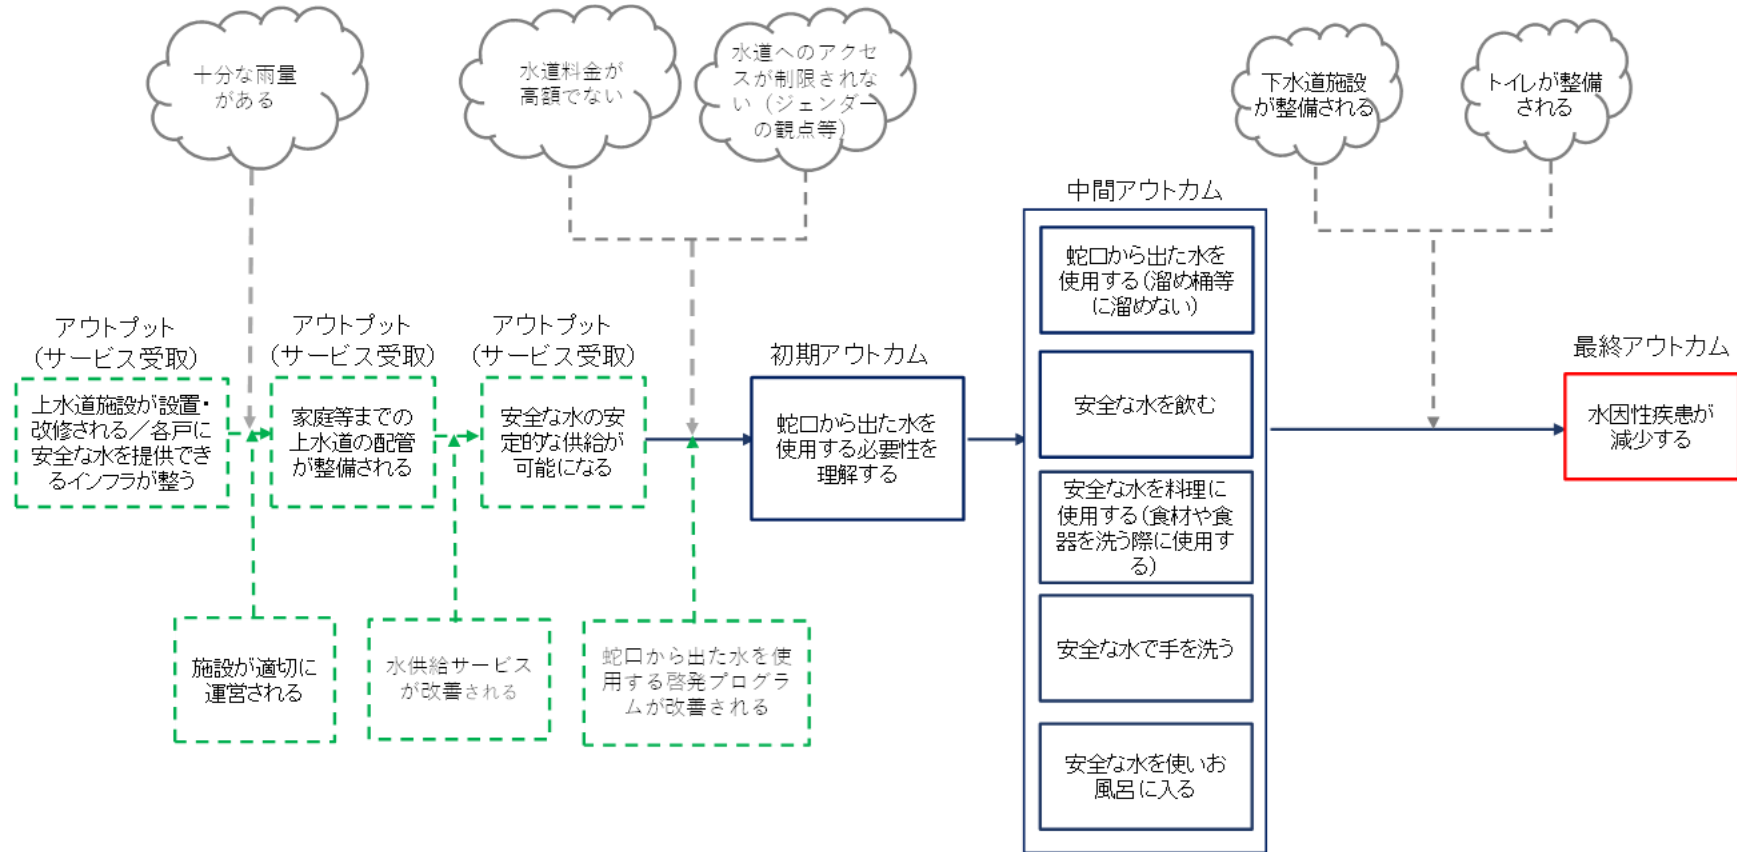 十分な雨量
がある
水道料金が
高額でない
水道へのアクセ
スが制限されな
い（ジェンダー
の観点等）
下水道施設
が整備される
トイレが整備
される
中間アウトカム
アウトプット
（サービス受取）
アウトプット
（サービス受取）
アウトプット
（サービス受取）
初期アウトカム
最終アウトカム
上水道施設が設置・
改修される／各戸に
安全な水を提供でき
るインフラが整う
家庭等までの
上水道の配管
が整備される
安全な水の安
定的な供給が
可能になる
蛇口から出た水を
使用する必要性を
理解する
蛇口から出た水を
使用する（溜め桶等
に溜めない）
安全な水を飲む
安全な水を料理に
使用する（食材や食
器を洗う際に使用す
る）
安全な水で手を洗う
安全な水を使いお
風呂に入る
水因性疾患が
減少する
施設が適切に
運営される
水供給サービス
が改善される
蛇口から出た水を使
用する啓発プログラ
ムが改善される